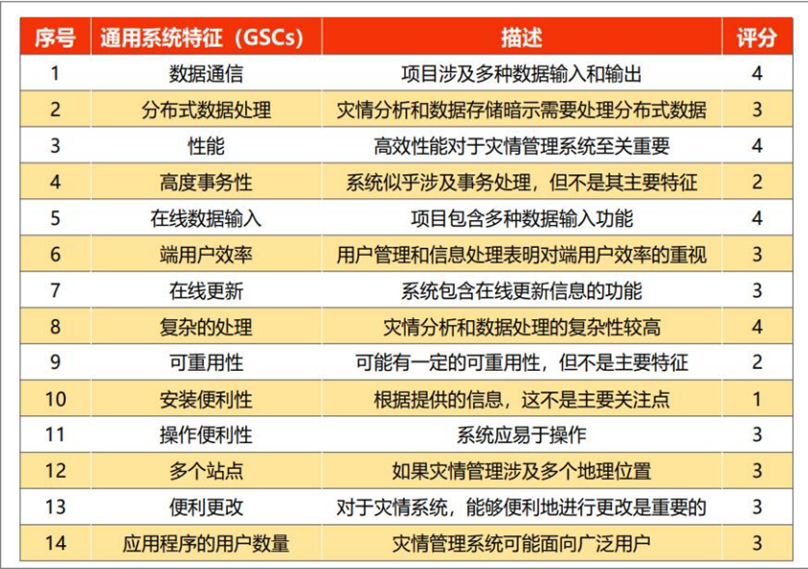 序号 通用系统特征（GSCs） 描述 评分
1 数据通信 项目涉及多种数据输入和输出 4
2 分布式数据处理 灾情分析和数据存储暗示需要处理分布式数据 3
3 性能 高效性能对于灾情管理系统至关重要 4
4 高度事务性 系统似乎涉及事务处理，但不是其主要特征 2
5 在线数据输入 项目包含多种数据输入功能 4
6 端用户效率 用户管理和信息处理表明对端用户效率的重视 3
7 在线更新 系统包含在线更新信息的功能 3
8 复杂的处理 灾情分析和数据处理的复杂性较高 4
9 可重用性 可能有一定的可重用性，但不是主要特征 2
10 安装便利性 根据提供的信息，这不是主要关注点 1
11 操作便利性 系统应易于操作 3
12 多个站点 如果灾情管理涉及多个地理位置 3
13 便利更改 对于灾情系统，能够便利地进行更改是重要的 3
14 应用程序的用户数量 灾情管理系统可能面向广泛用户 3